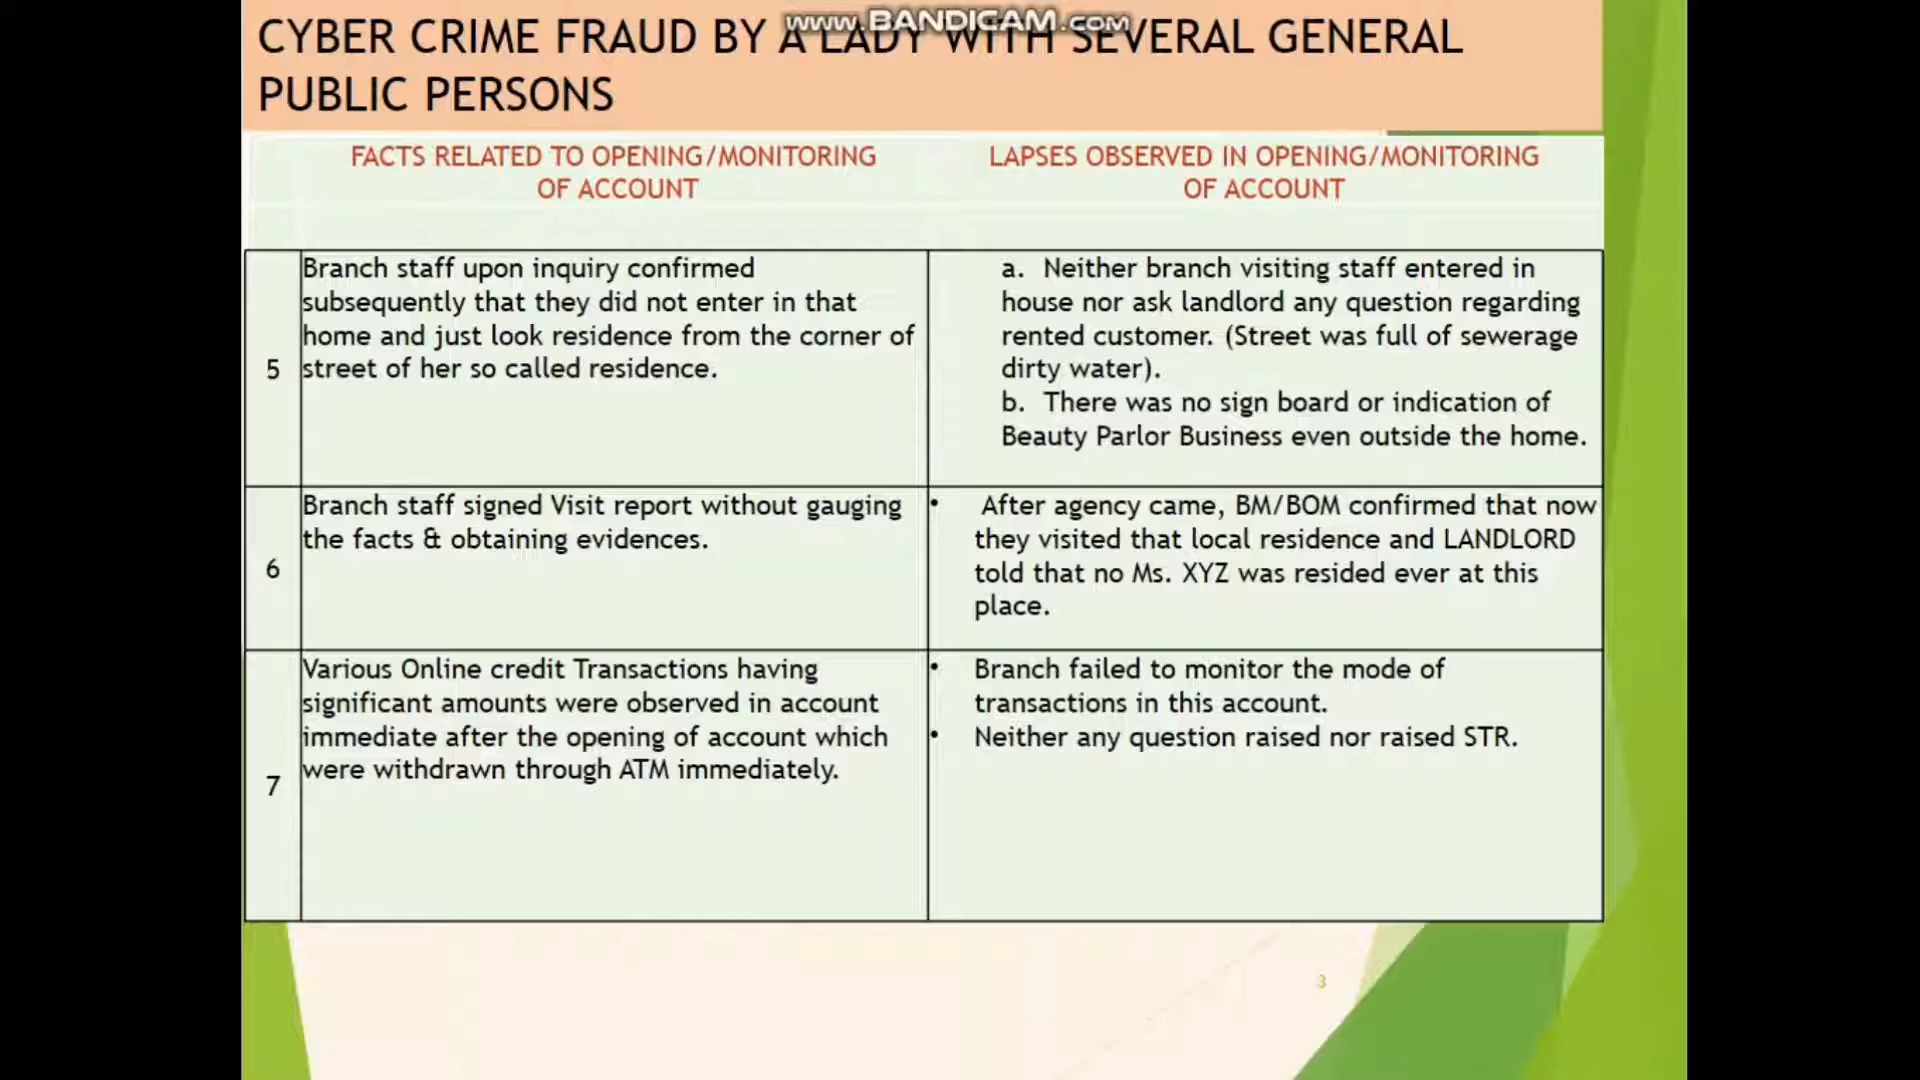 www.BANDICAM.com
CYBER CRIME FRAUD BY A LADY WITH SEVERAL GENERAL
PUBLIC PERSONS
FACTS RELATED TO OPENING/MONITORING
OF ACCOUNT
LAPSES OBSERVED IN OPENING/MONITORING
OF ACCOUNT
5
Branch staff upon inquiry confirmed
subsequently that they did not enter in that
home and just look residence from the corner of
street of her so called residence.
a. Neither branch visiting staff entered in
house nor ask landlord any question regarding
rented customer. (Street was full of sewerage
dirty water).
b. There was no sign board or indication of
Beauty Parlor Business even outside the home.
6
Branch staff signed Visit report without gauging
the facts & obtaining evidences.
• After agency came, BM/BOM confirmed that now
they visited that local residence and LANDLORD
told that no Ms. XYZ was resided ever at this
place.
7
Various Online credit Transactions having
significant amounts were observed in account
immediate after the opening of account which
were withdrawn through ATM immediately.
• Branch failed to monitor the mode of
transactions in this account.
• Neither any question raised nor raised STR.
3